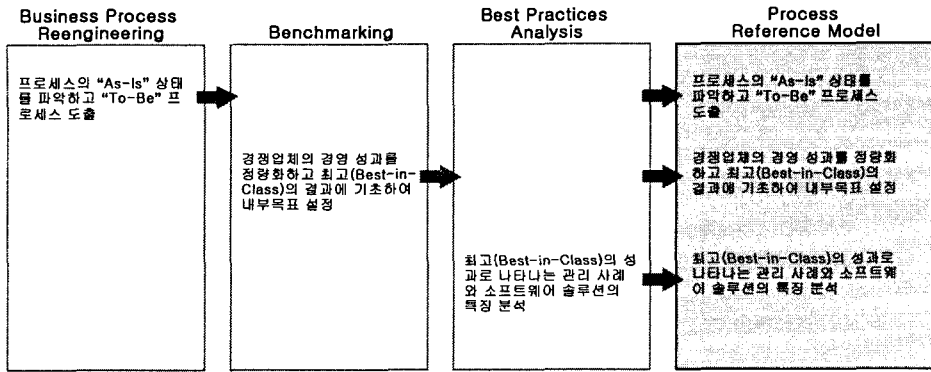 Business Process
Reengineering
Benchmarking
Best Practices
Analysis
Process
Reference Model
프로세스의 “As-Is” 상태
를 파악하고 “To-Be” 프
로세스 도출
경쟁업체의 경영 성과를
정량화하고 최고(Best-in-
Class)의 결과에 기초하여
내부목표 설정
최고(Best-in-Class)의 성
과로 나타나는 관리 사례
와 소프트웨어 솔루션의
특징 분석
프로세스의 “As-Is” 상태를
파악하고 “To-Be” 프로세스
도출
경쟁업체의 경영 성과를 정량화
하고 최고(Best-in-Class)의
결과에 기초하여 내부목표 설정
최고(Best-in-Class)의 성과로
나타나는 관리 사례와 소프트웨
어 솔루션의 특징 분석